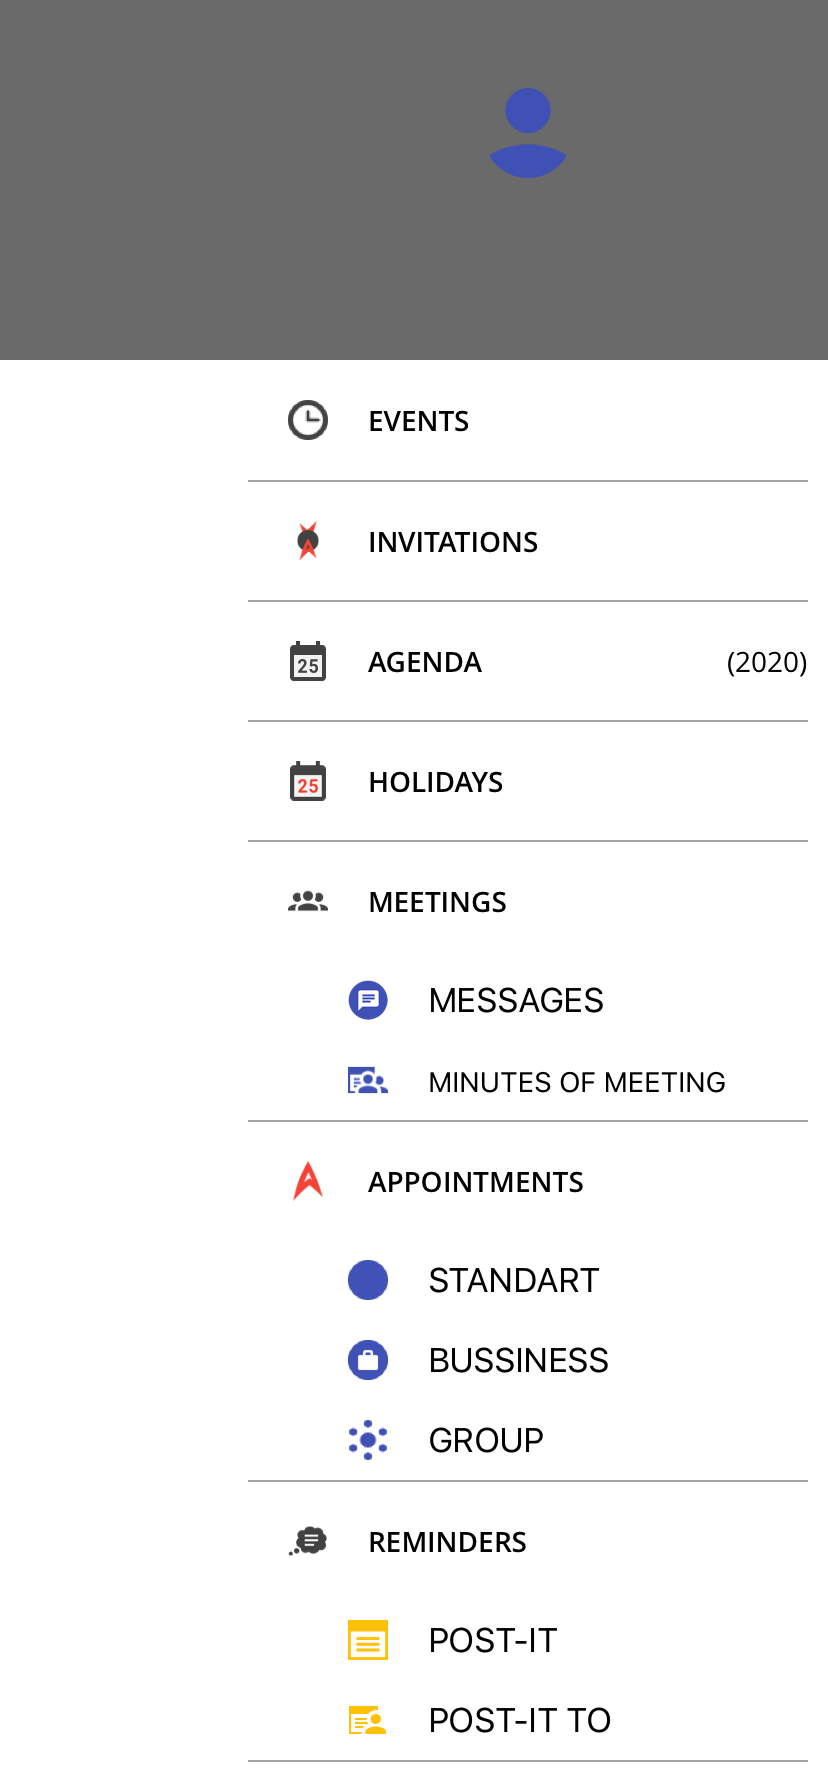 EVENTS
INVITATIONS
25 AGENDA (2020)
25 HOLIDAYS
MEETINGS
MESSAGES
MINUTES OF MEETING
APPOINTMENTS
STANDART
BUSSINESS
GROUP
REMINDERS
POST-IT
POST-IT TO